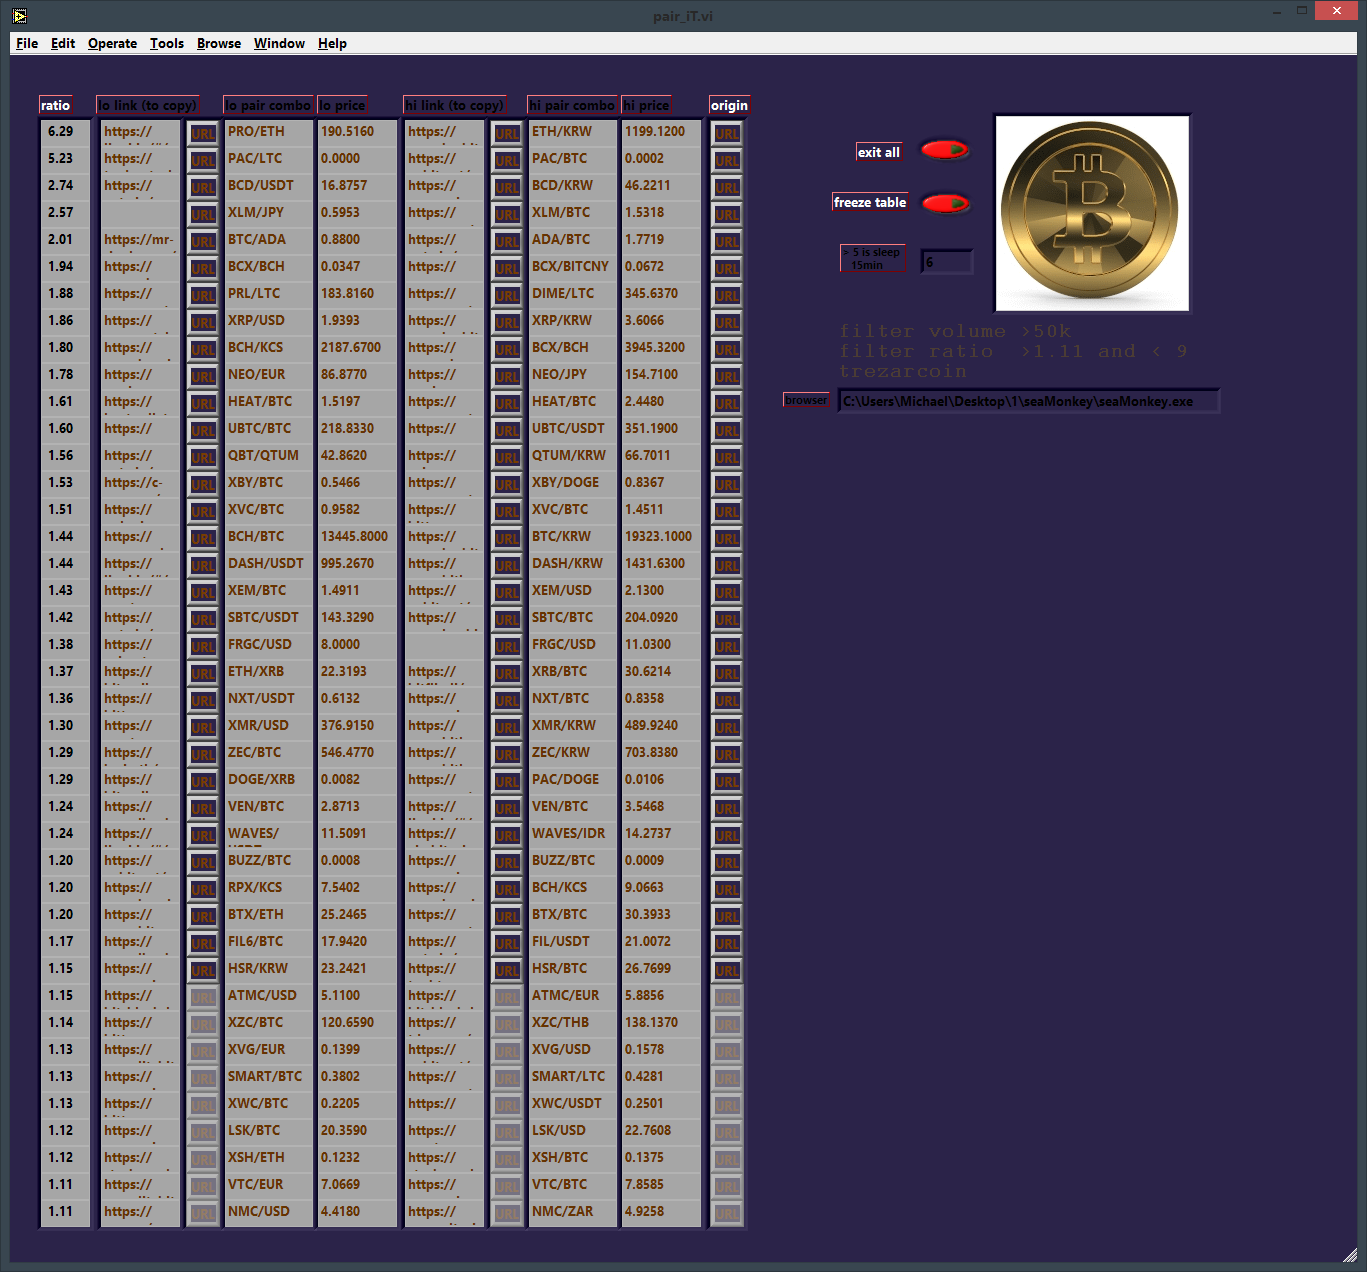 pair_iT.vi
File Edit Operate Tools Browse Window Help
ratio lo link (to copy) lo pair combo lo price hi link (to copy) hi pair combo hi price origin
6.29 https:// URL PRO/ETH 190.5160 https:// URL ETH/KRW 1199.1200 URL
5.23 https:// URL PAC/LTC 0.0000 https:// URL PAC/BTC 0.0002 URL
2.74 https:// URL BCD/USDT 16.8757 https:// URL BCD/KRW 46.2211 URL
2.57 URL XLM/JPY 0.5953 https:// URL XLM/BTC 1.5318 URL
2.01 https://mr- URL BTC/ADA 0.8800 https:// URL ADA/BTC 1.7719 URL
1.94 https:// URL BCX/BCH 0.0347 https:// URL BCX/BITCNY 0.0672 URL
1.88 https:// URL PRL/LTC 183.8160 https:// URL DIME/LTC 345.6370 URL
1.86 https:// URL XRP/USD 1.9393 https:// URL XRP/KRW 3.6066 URL
1.80 https:// URL BCH/KCS 2187.6700 https:// URL BCX/BCH 3945.3200 URL
1.78 https:// URL NEO/EUR 86.8770 https:// URL NEO/JPY 154.7100 URL
1.61 https:// URL HEAT/BTC 1.5197 https:// URL HEAT/BTC 2.4480 URL
1.60 https:// URL UBTC/BTC 218.8330 https:// URL UBTC/USDT 351.1900 URL
1.56 https:// URL QBT/QTUM 42.8620 https:// URL QTUM/KRW 66.7011 URL
1.53 https://c- URL XBY/BTC 0.5466 https:// URL XBY/DOGE 0.8367 URL
1.51 https:// URL XVC/BTC 0.9582 https:// URL XVC/BTC 1.4511 URL
1.44 https:// URL BCH/BTC 13445.8000 https:// URL BTC/KRW 19323.1000 URL
1.44 https:// URL DASH/USDT 995.2670 https:// URL DASH/KRW 1431.6300 URL
1.43 https:// URL XEM/BTC 1.4911 https:// URL XEM/USD 2.1300 URL
1.42 https:// URL SBTC/USDT 143.3290 https:// URL SBTC/BTC 204.0920 URL
1.38 https:// URL FRGC/USD 8.0000 URL FRGC/USD 11.0300 URL
1.37 https:// URL ETH/XRB 22.3193 https:// URL XRB/BTC 30.6214 URL
1.36 https:// URL NXT/USDT 0.6132 https:// URL NXT/BTC 0.8358 URL
1.30 https:// URL XMR/USD 376.9150 https:// URL XMR/KRW 489.9240 URL
1.29 https:// URL ZEC/BTC 546.4770 https:// URL ZEC/KRW 703.8380 URL
1.29 https:// URL DOGE/XRB 0.0082 https:// URL PAC/DOGE 0.0106 URL
1.24 https:// URL VEN/BTC 2.8713 https:// URL VEN/BTC 3.5468 URL
1.24 https:// URL WAVES/ 11.5091 https:// URL WAVES/IDR 14.2737 URL
1.20 https:// URL BUZZ/BTC 0.0008 https:// URL BUZZ/BTC 0.0009 URL
1.20 https:// URL RPX/KCS 7.5402 https:// URL BCH/KCS 9.0663 URL
1.20 https:// URL BTX/ETH 25.2465 https:// URL BTX/BTC 30.3933 URL
1.17 https:// URL FIL6/BTC 17.9420 https:// URL FIL/USDT 21.0072 URL
1.15 https:// URL HSR/KRW 23.2421 https:// URL HSR/BTC 26.7699 URL
1.15 https:// URL ATMC/USD 5.1100 https:// URL ATMC/EUR 5.8856 URL
1.14 https:// URL XZC/BTC 120.6590 https:// URL XZC/THB 138.1370 URL
1.13 https:// URL XVG/EUR 0.1399 https:// URL XVG/USD 0.1578 URL
1.13 https:// URL SMART/BTC 0.3802 https:// URL SMART/LTC 0.4281 URL
1.13 https:// URL XWC/BTC 0.2205 https:// URL XWC/USDT 0.2501 URL
1.12 https:// URL LSK/BTC 20.3590 https:// URL LSK/USD 22.7608 URL
1.12 https:// URL XSH/ETH 0.1232 https:// URL XSH/BTC 0.1375 URL
1.11 https:// URL VTC/EUR 7.0669 https:// URL VTC/BTC 7.8585 URL
1.11 https:// URL NMC/USD 4.4180 https:// URL NMC/ZAR 4.9258 URL
exit all
freeze table
> 5 is sleep
15min
6
B
filter volume >50k
filter ratio >1.11 and < 9
trezarcoin
browser C:\Users\Michael\Desktop\1\seaMonkey\seaMonkey.exe